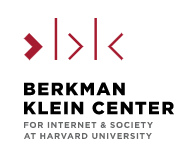 BERKMAN
KLEIN CENTER
FOR INTERNET & SOCIETY
AT HARVARD UNIVERSITY